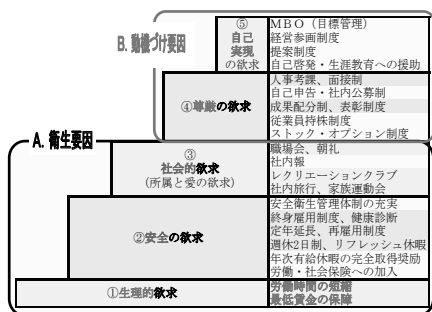 B. 動機づけ要因
⑤
自己
実現
の欲求
MBO（目標管理）
経営参画制度
提案制度
自己啓発・生涯教育への援助
④尊厳の欲求
人事考課、面接制
自己申告・社内公募制
成果配分制、表彰制度
従業員持株制度
ストック・オプション制度
A. 衛生要因
③
社会的欲求
(所属と愛の欲求)
職場会、朝礼
社内報
レクリエーションクラブ
社内旅行、家族運動会
②安全の欲求
安全衛生管理体制の充実
終身雇用制度、健康診断
定年延長、再雇用制度
週休2日制、リフレッシュ休暇
年次有給休暇の完全取得奨励
労働・社会保険への加入
①生理的欲求
労働時間の短縮
最低賃金の保障